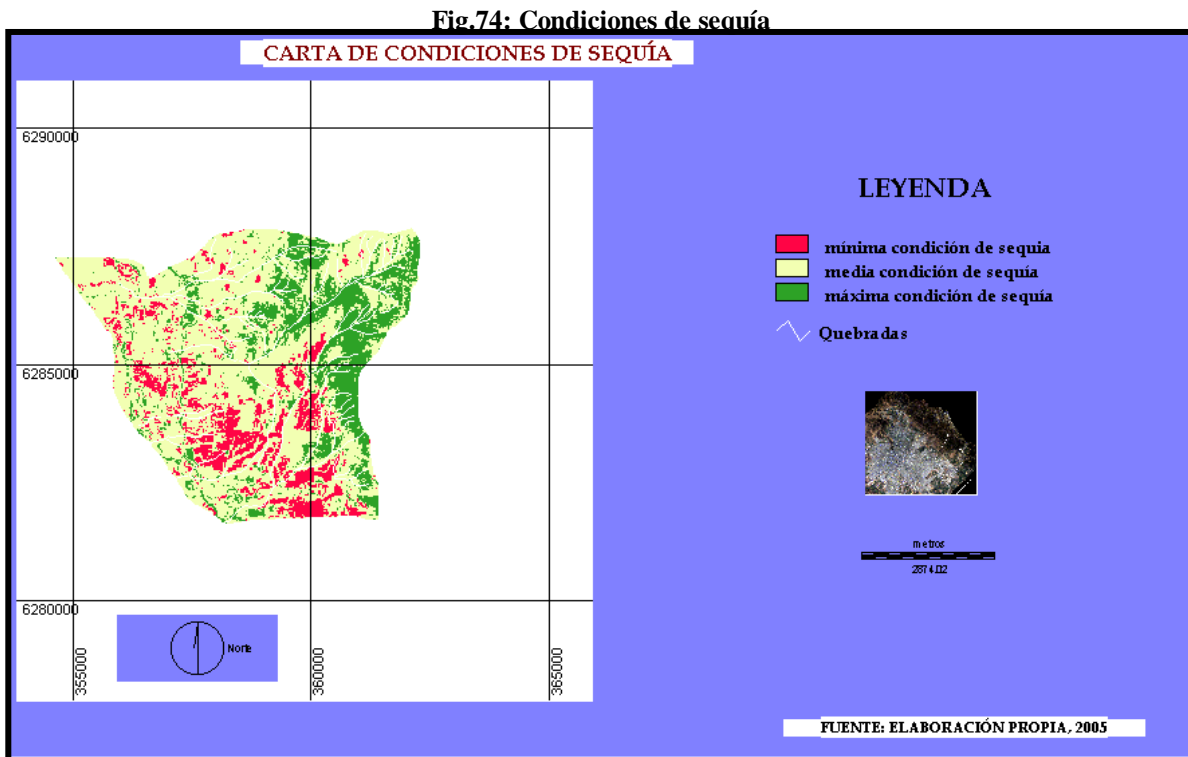 Fig.74: Condiciones de sequía
CARTA DE CONDICIONES DE SEQUÍA
6290000
6285000
6280000
355000
360000
365000
Norte
LEYENDA
mínima condición de sequia
media condición de sequía
máxima condición de sequía
Quebradas
metros
2874.02
FUENTE: ELABORACIÓN PROPIA, 2005